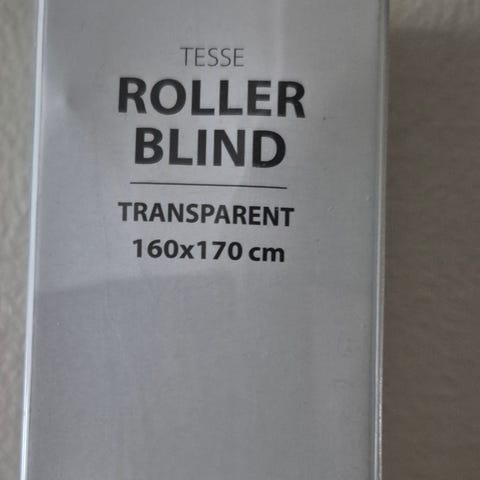 TESSE
ROLLER
BLIND
TRANSPARENT
160x170 cm